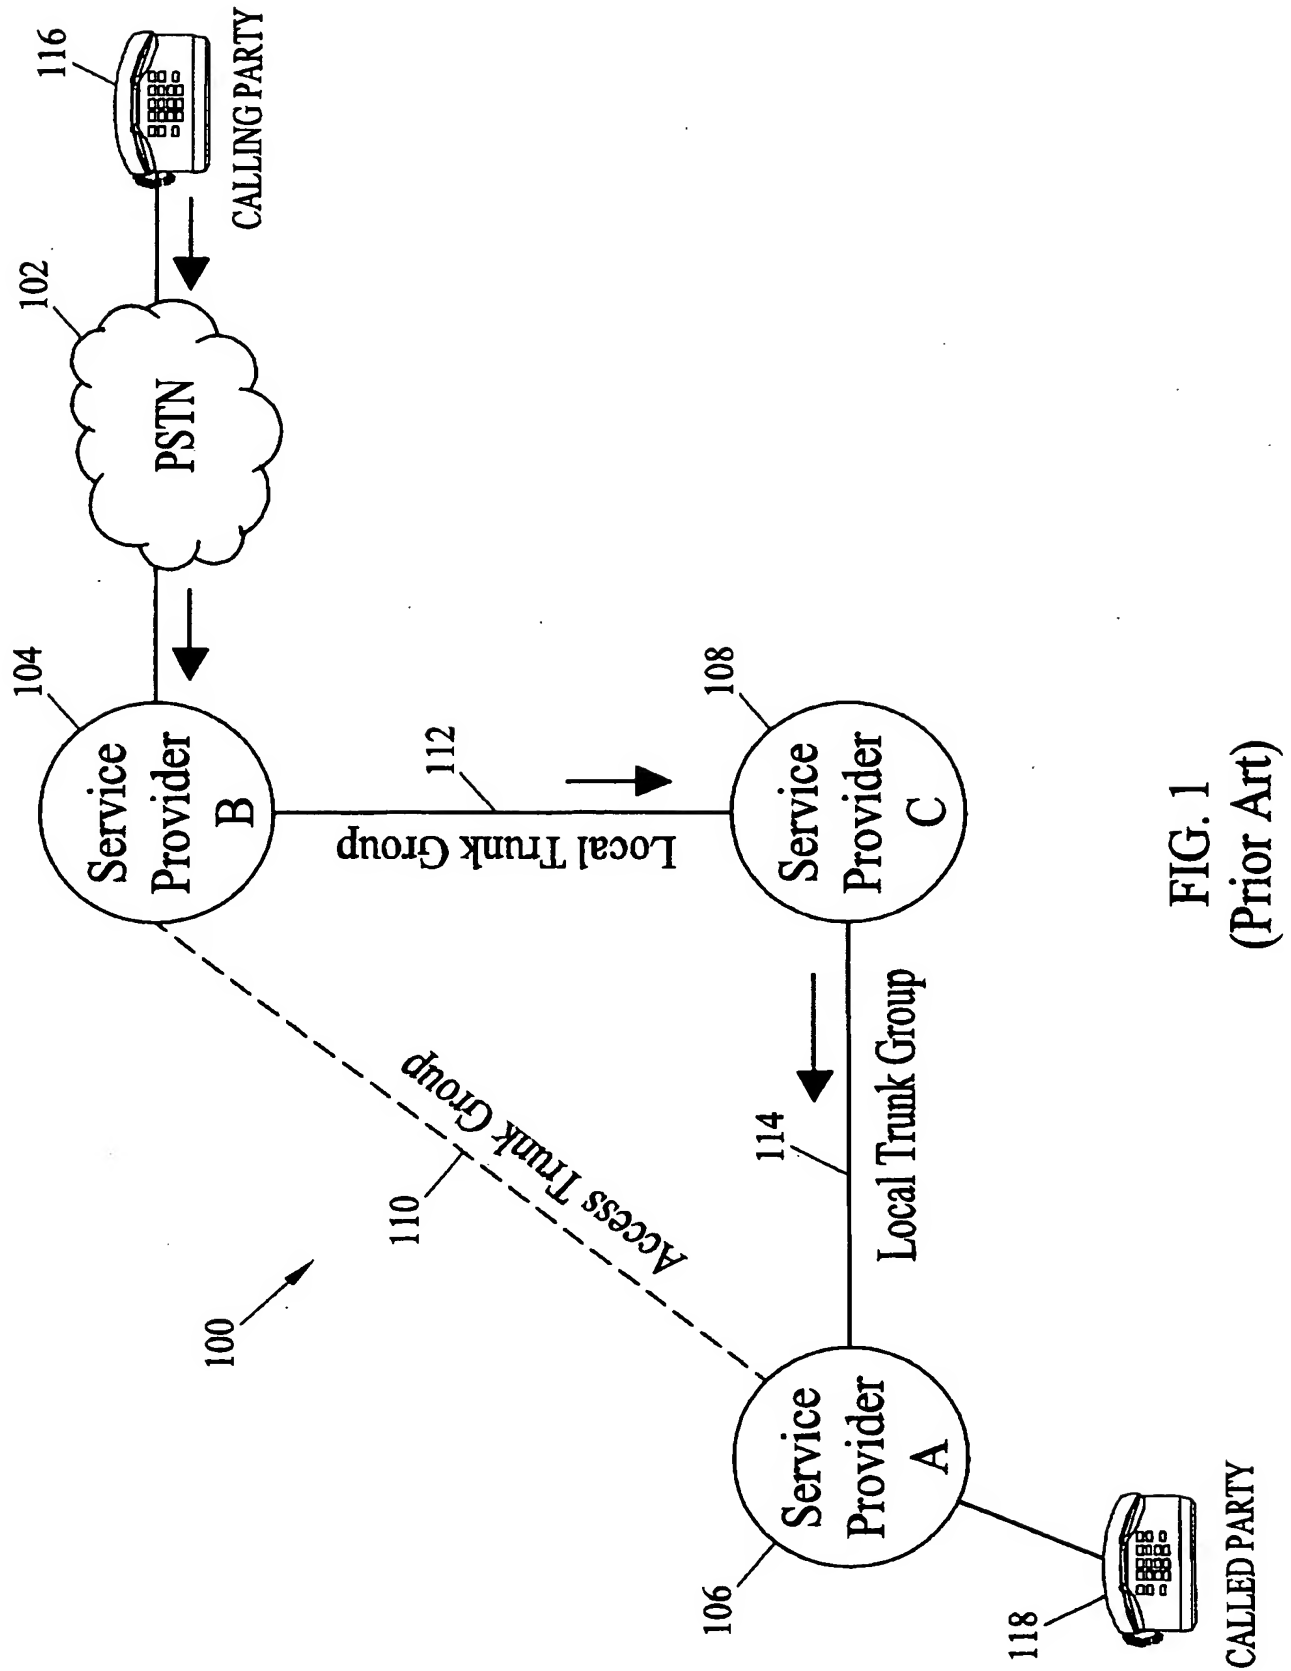 100
104
Service
Provider
B
102
PSTN
116
CALLING PARTY
110
Access Trunk Group
112
Local Trunk Group
106
Service
Provider
A
114
Local Trunk Group
108
Service
Provider
C
118
CALLED PARTY
FIG. 1
(Prior Art)